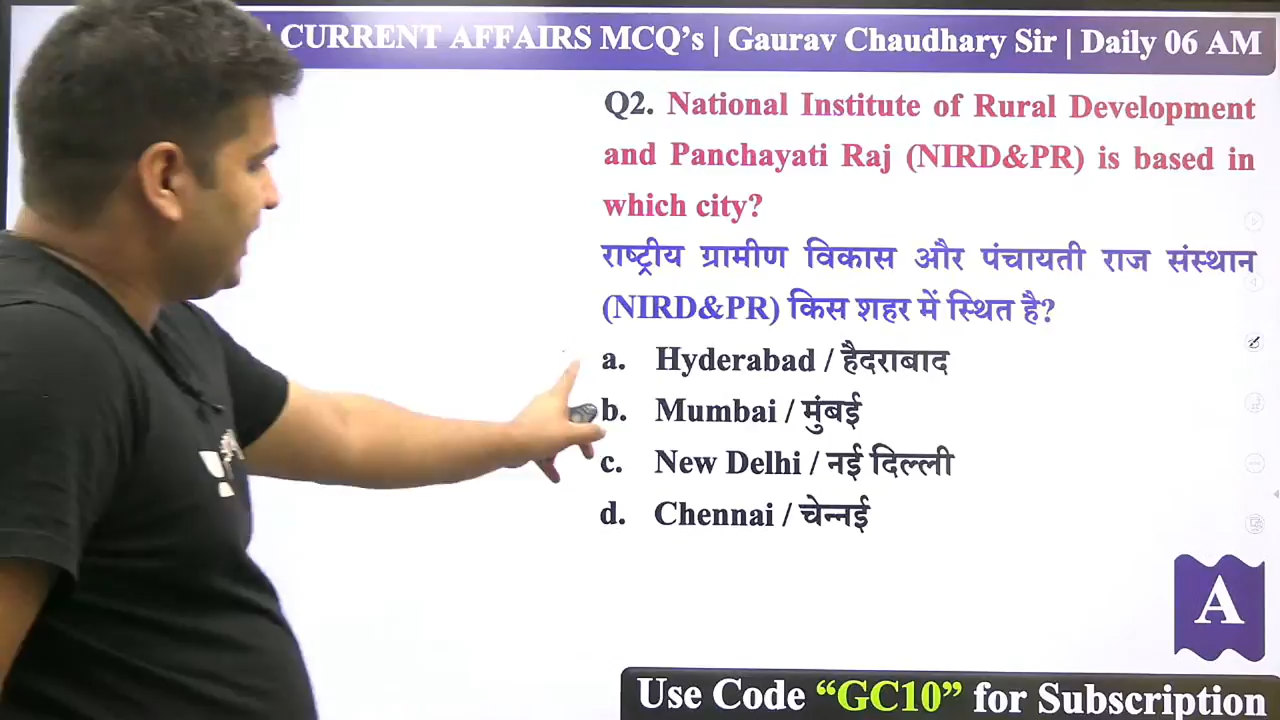 | CURRENT AFFAIRS MCQ’s | Gaurav Chaudhary Sir | Daily 06 AM
Q2. National Institute of Rural Development
and Panchayati Raj (NIRD&PR) is based in
which city?
राष्ट्रीय ग्रामीण विकास और पंचायती राज संस्थान
(NIRD&PR) किस शहर में स्थित है?
a. Hyderabad / हैदराबाद
b. Mumbai / मुंबई
c. New Delhi / नई दिल्ली
d. Chennai / चेन्नई
A
Use Code “GC10” for Subscription